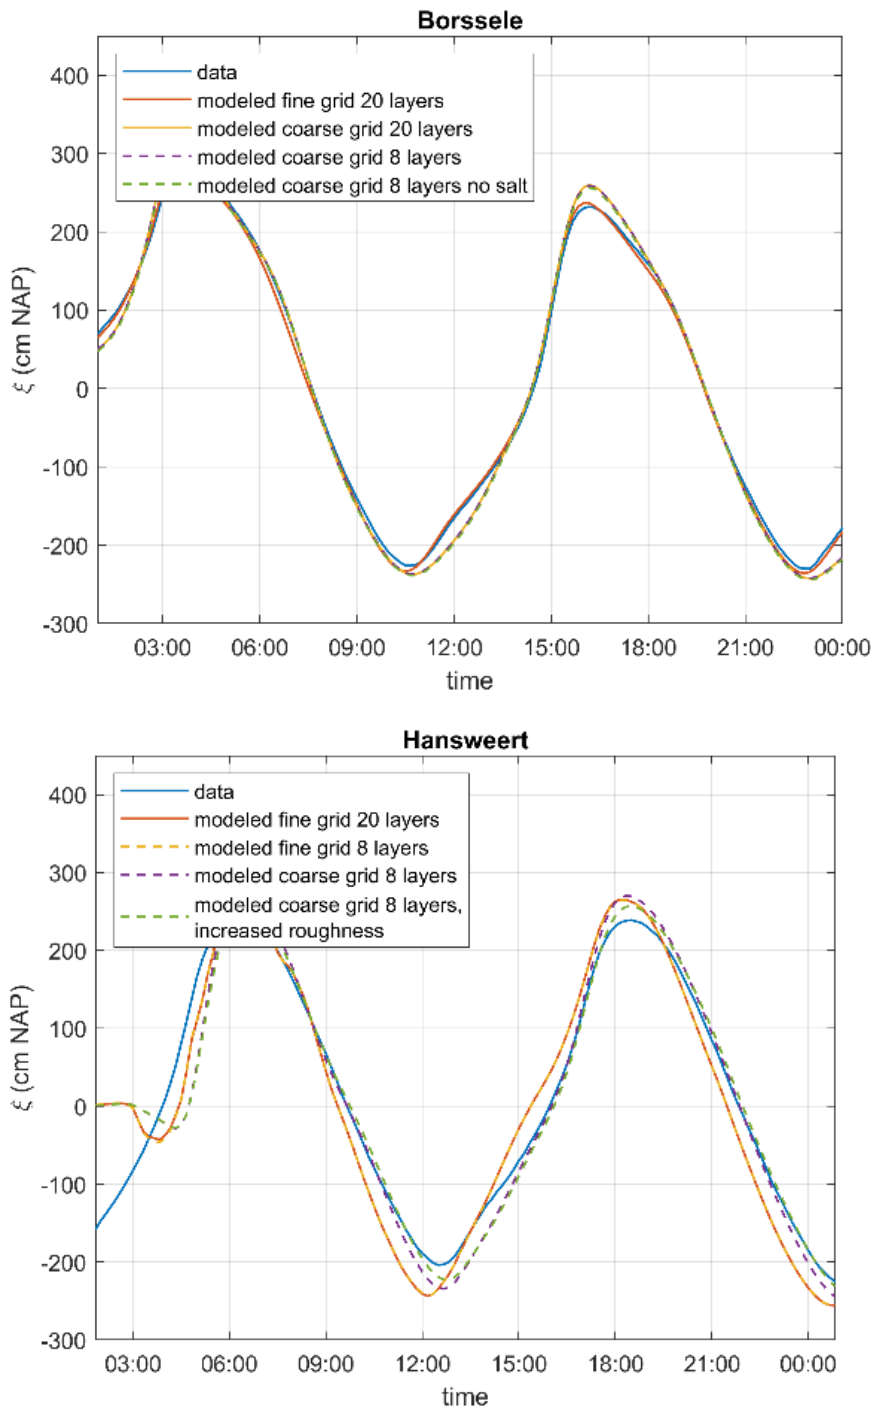 Borssele
data
modeled fine grid 20 layers
modeled coarse grid 20 layers
modeled coarse grid 8 layers
modeled coarse grid 8 layers no salt
400
300
200
100
0
-100
-200
-300
ξ (cm NAP)
03:00 06:00 09:00 12:00 15:00 18:00 21:00 00:00
time
Hansweert
data
modeled fine grid 20 layers
modeled fine grid 8 layers
modeled coarse grid 8 layers
modeled coarse grid 8 layers,
increased roughness
400
300
200
100
0
-100
-200
-300
ξ (cm NAP)
03:00 06:00 09:00 12:00 15:00 18:00 21:00 00:00
time